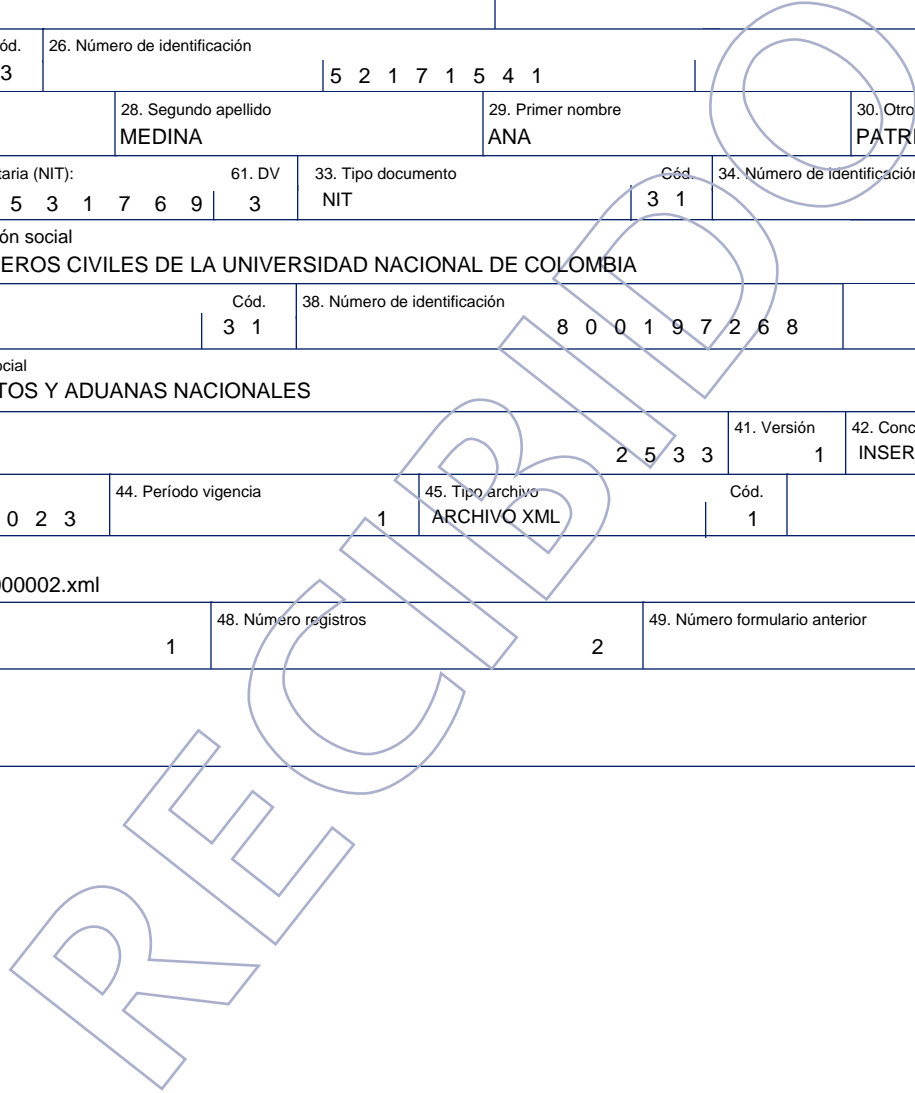 ód. 26. Número de identificación
3 5 2 1 7 1 5 4 1
28. Segundo apellido 29. Primer nombre 30. Otro
MEDINA ANA PATRI
taria (NIT): 61. DV 33. Tipo documento Cód. 34. Número de identificación
5 3 1 7 6 9 3 NIT 3 1
ón social
EROS CIVILES DE LA UNIVERSIDAD NACIONAL DE COLOMBIA
Cód. 38. Número de identificación
3 1 8 0 0 1 9 7 2 6 8
ocial
TOS Y ADUANAS NACIONALES
41. Versión 42. Conc
2 5 3 3 1 INSER
44. Período vigencia 45. Tipo archivo Cód.
0 2 3 1 ARCHIVO XML 1
000002.xml
48. Número registros 49. Número formulario anterior
1 2
RECIBIDO